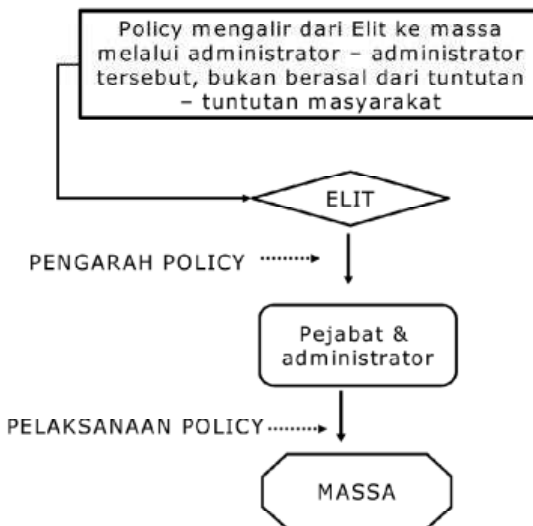 Policy mengalir dari Elit ke massa
melalui administrator – administrator
tersebut, bukan berasal dari tuntutan
– tuntutan masyarakat
ELIT
PENGARAH POLICY
Pejabat &
administrator
PELAKSANAAN POLICY
MASSA